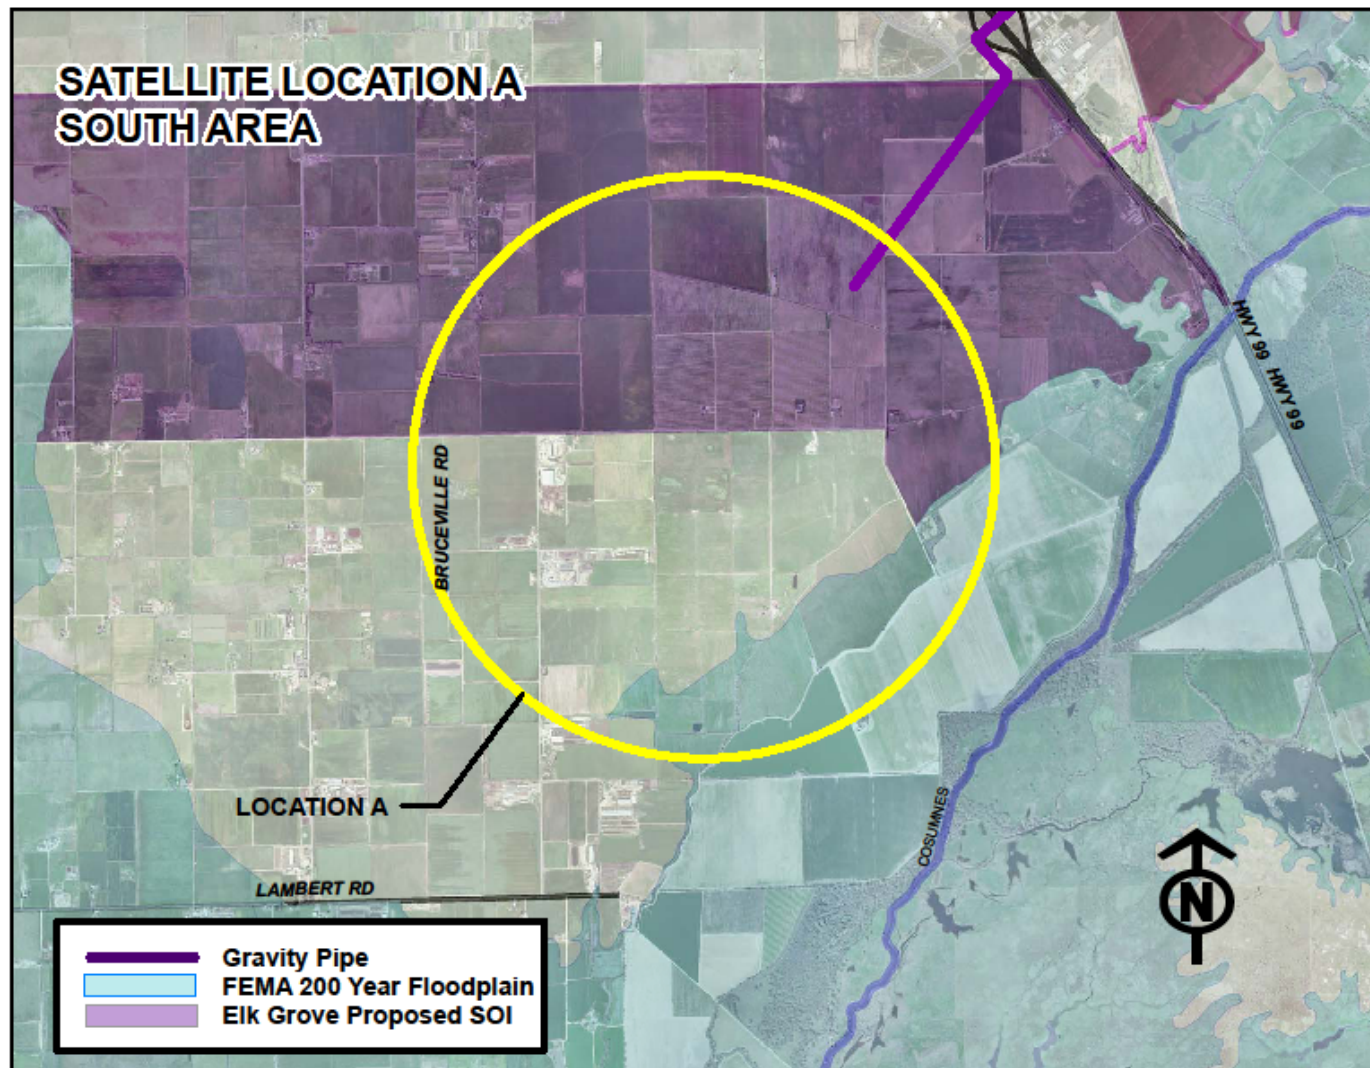 SATELLITE LOCATION A
SOUTH AREA
HWY 99
HWY 99
BRUCEVILLE RD
LOCATION A
COSUMNES
LAMBERT RD
N
Gravity Pipe
FEMA 200 Year Floodplain
Elk Grove Proposed SOI